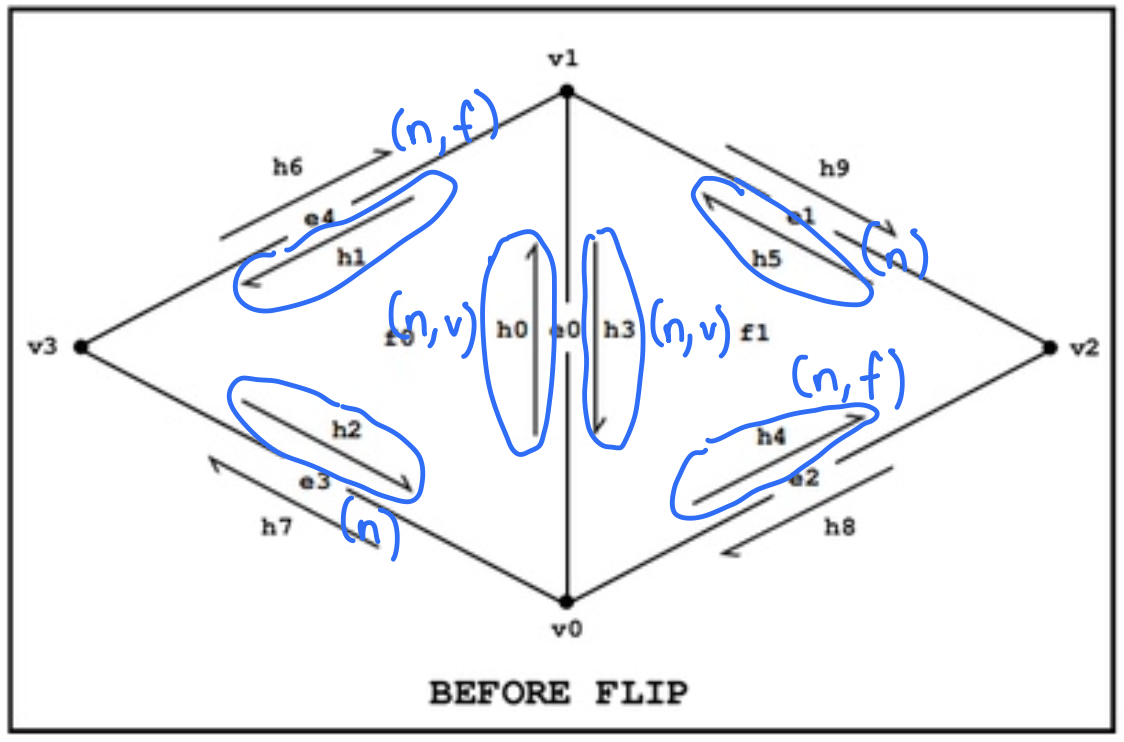 v1
(n, f)
h6
h9
e4
e1
h1
h5
(n)
(n, v)
h0
e0
h3
(n, v)
f1
f0
v3
v2
(n, f)
h2
h4
e3
e2
h7
(n)
h8
v0
BEFORE FLIP